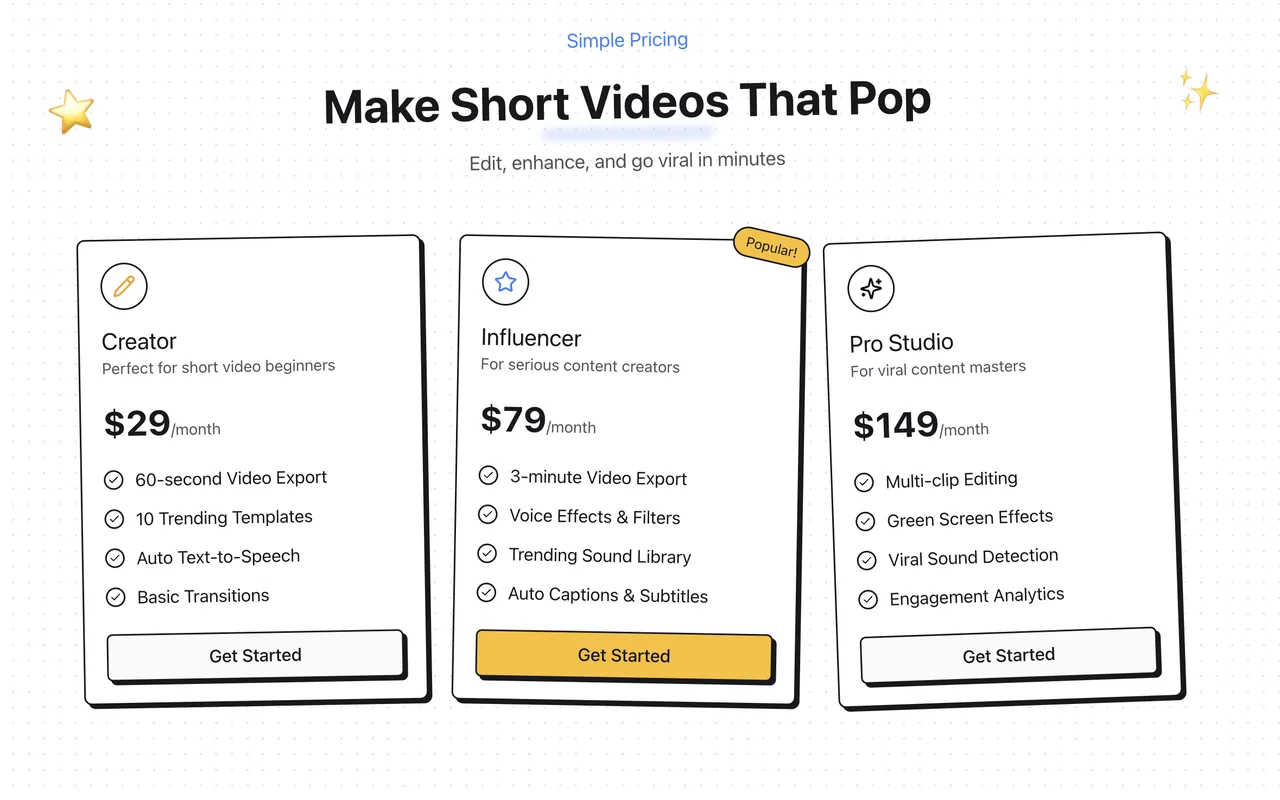 Simple Pricing
Make Short Videos That Pop
Edit, enhance, and go viral in minutes
Creator
Perfect for short video beginners
$29/month
60-second Video Export
10 Trending Templates
Auto Text-to-Speech
Basic Transitions
Get Started
Popular!
Influencer
For serious content creators
$79/month
3-minute Video Export
Voice Effects & Filters
Trending Sound Library
Auto Captions & Subtitles
Get Started
Pro Studio
For viral content masters
$149/month
Multi-clip Editing
Green Screen Effects
Viral Sound Detection
Engagement Analytics
Get Started